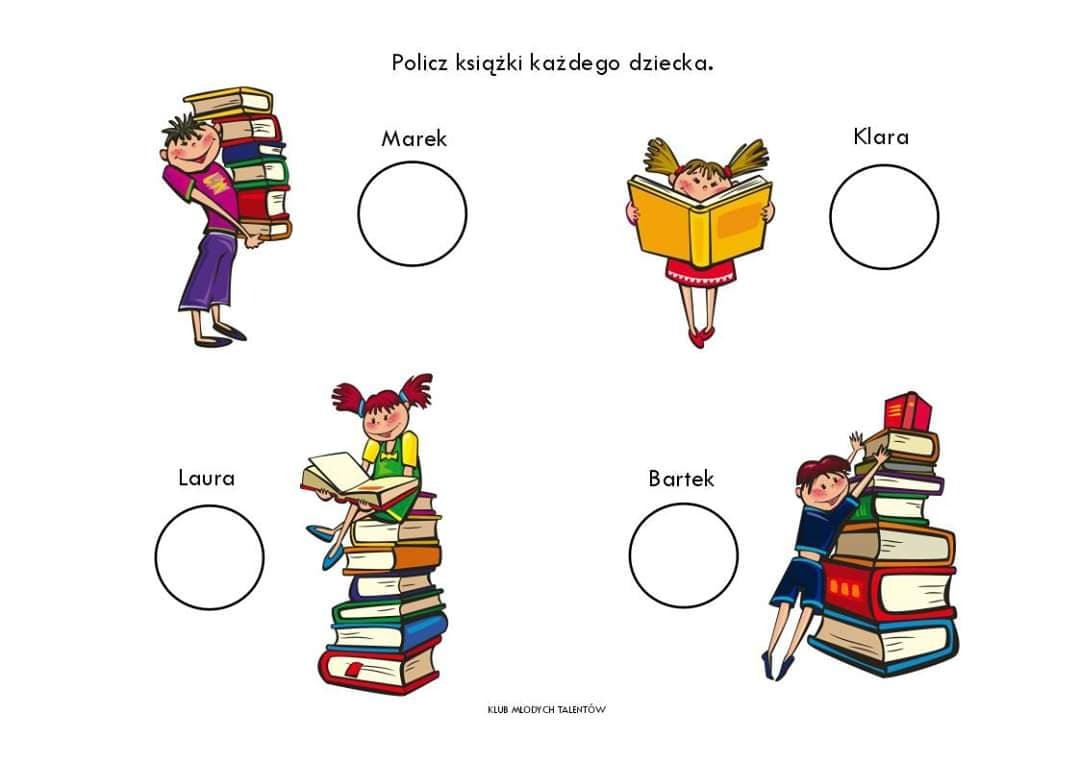 Policz książki każdego dziecka.
Marek
Klara
Laura
Bartek
KLUB MŁODYCH TALENTÓW